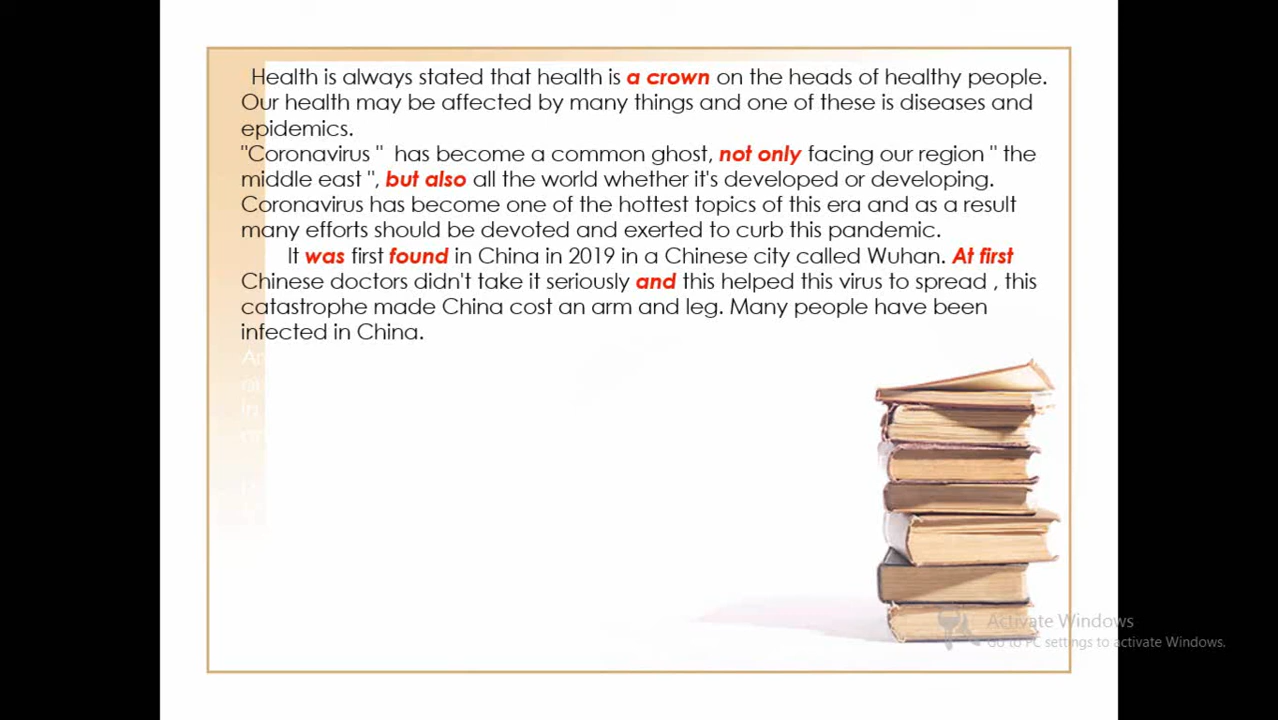 Health is always stated that health is a crown on the heads of healthy people.
Our health may be affected by many things and one of these is diseases and
epidemics.
"Coronavirus " has become a common ghost, not only facing our region " the
middle east ", but also all the world whether it's developed or developing.
Coronavirus has become one of the hottest topics of this era and as a result
many efforts should be devoted and exerted to curb this pandemic.
It was first found in China in 2019 in a Chinese city called Wuhan. At first
Chinese doctors didn't take it seriously and this helped this virus to spread , this
catastrophe made China cost an arm and leg. Many people have been
infected in China.
Activate Windows
Go to PC settings to activate Windows.